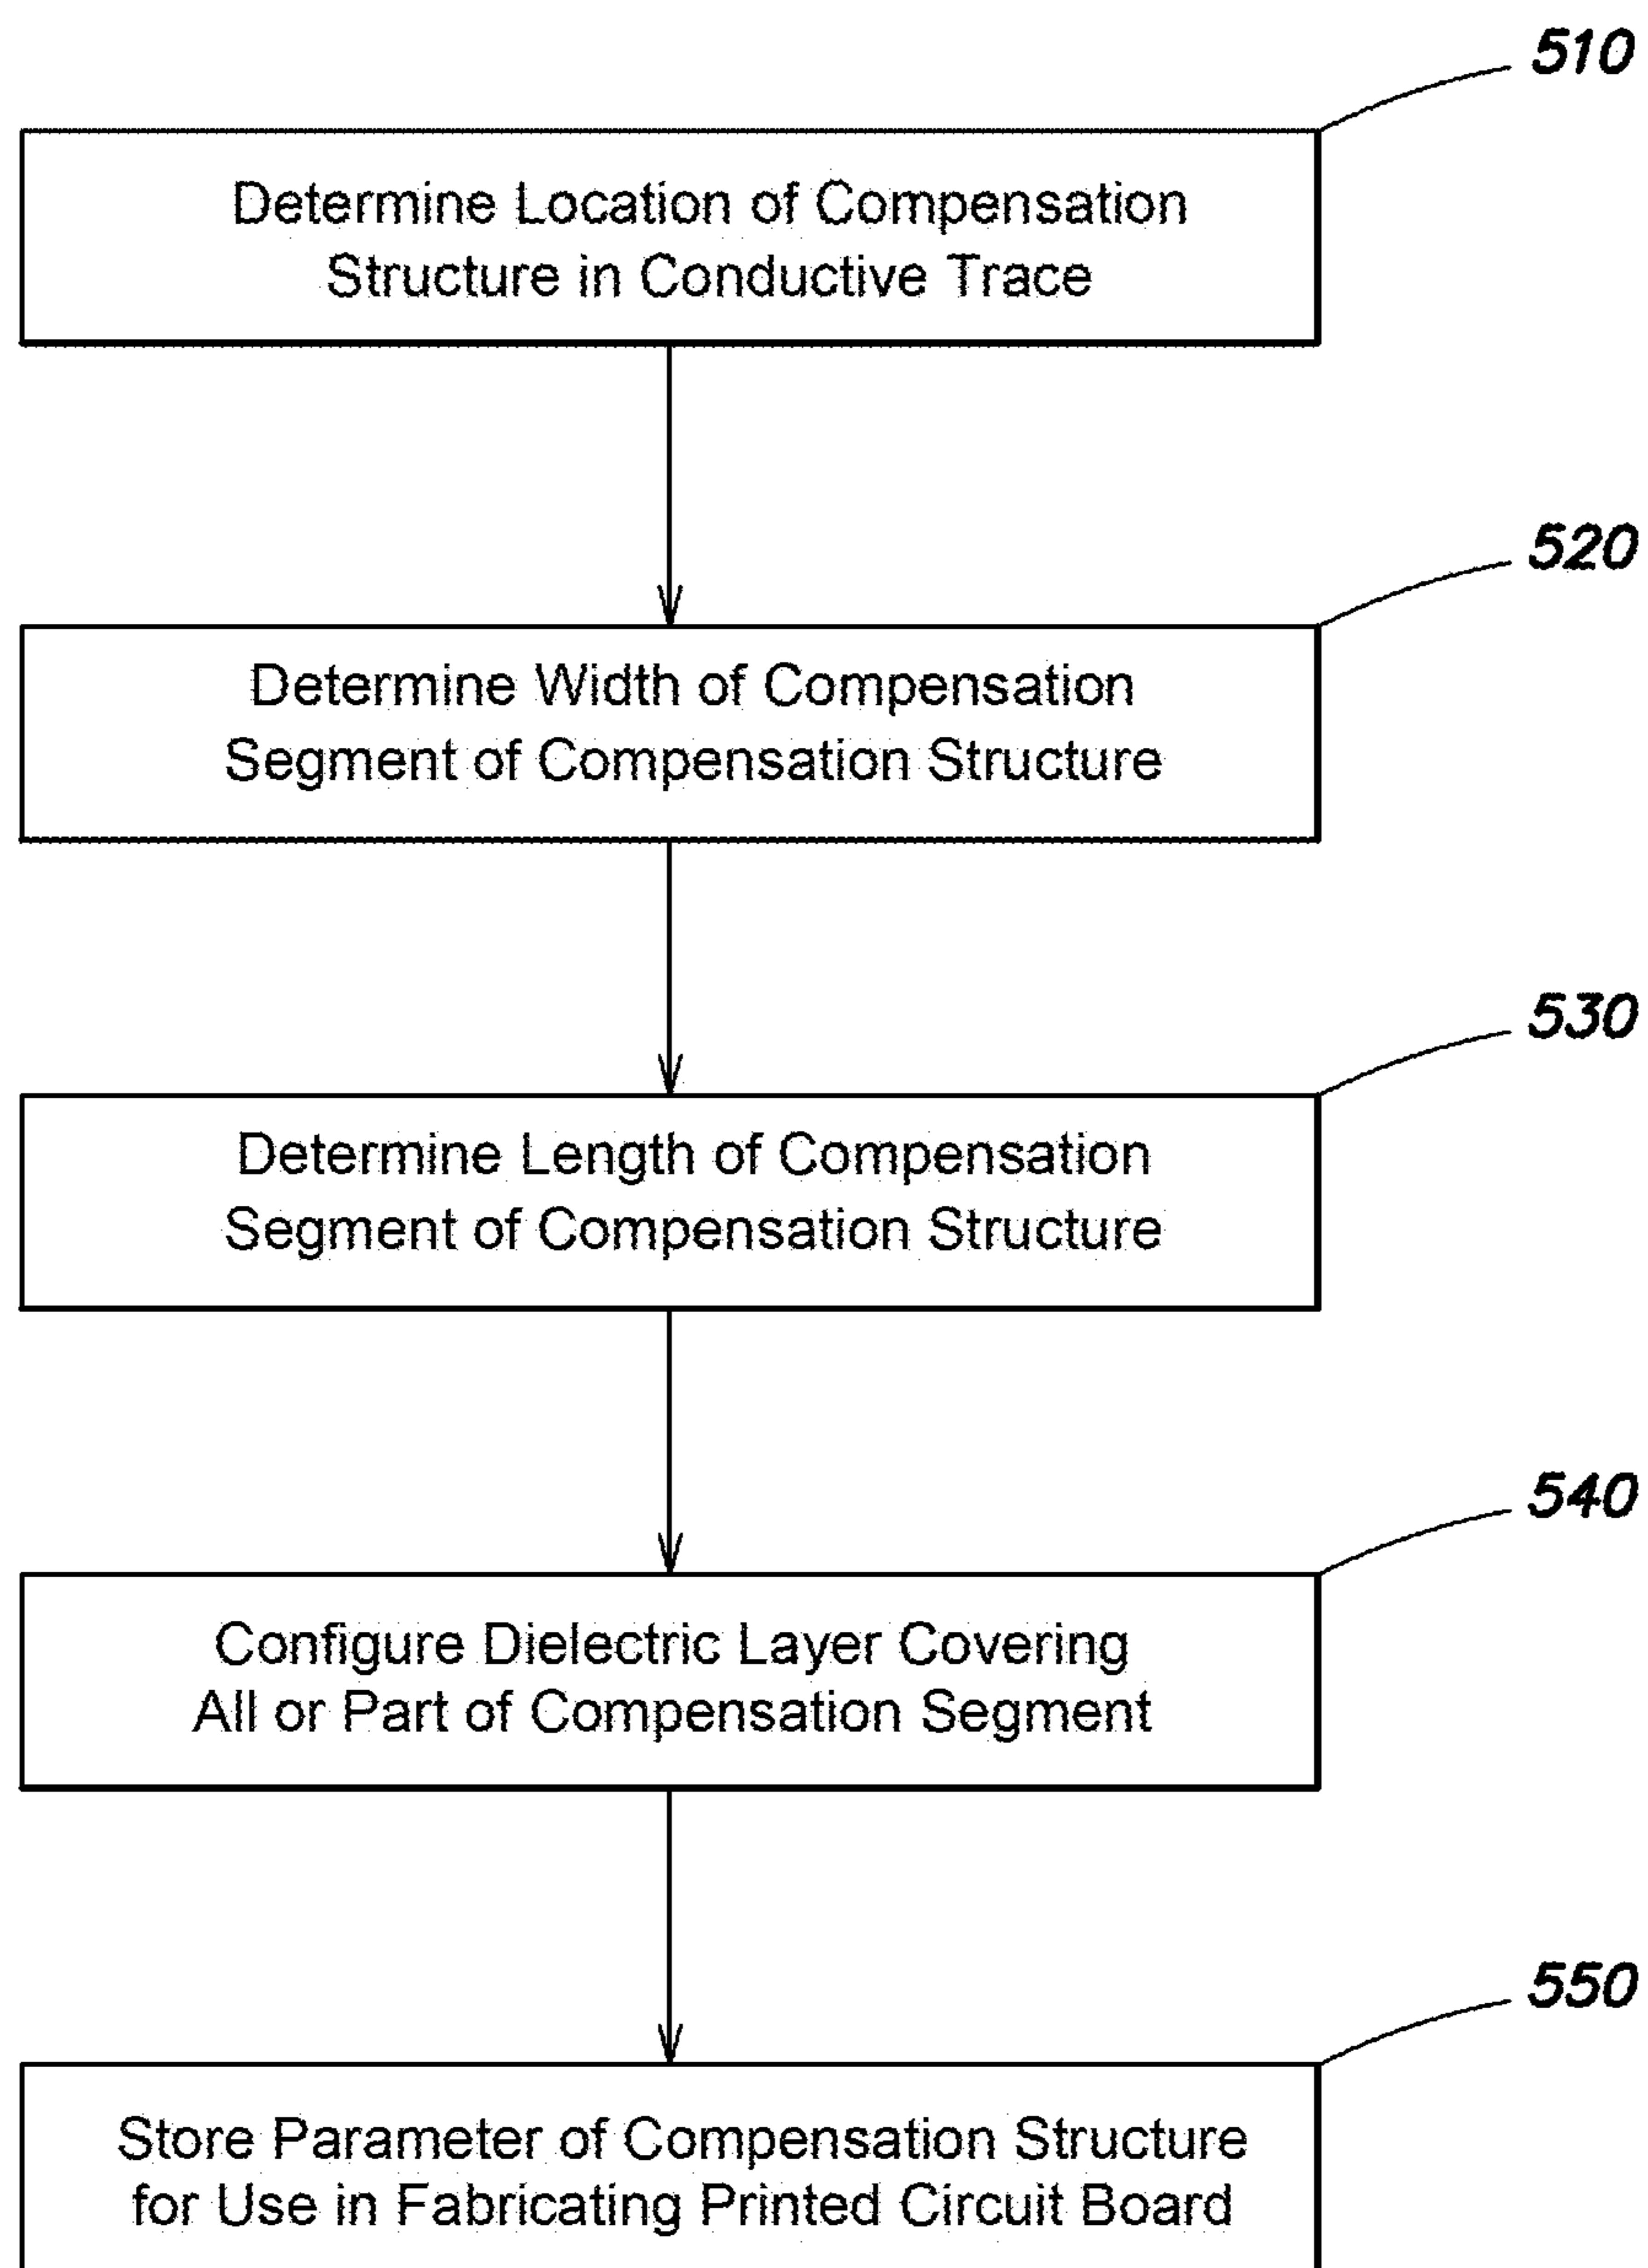 510
Determine Location of Compensation
Structure in Conductive Trace
520
Determine Width of Compensation
Segment of Compensation Structure
530
Determine Length of Compensation
Segment of Compensation Structure
540
Configure Dielectric Layer Covering
All or Part of Compensation Segment
550
Store Parameter of Compensation Structure
for Use in Fabricating Printed Circuit Board